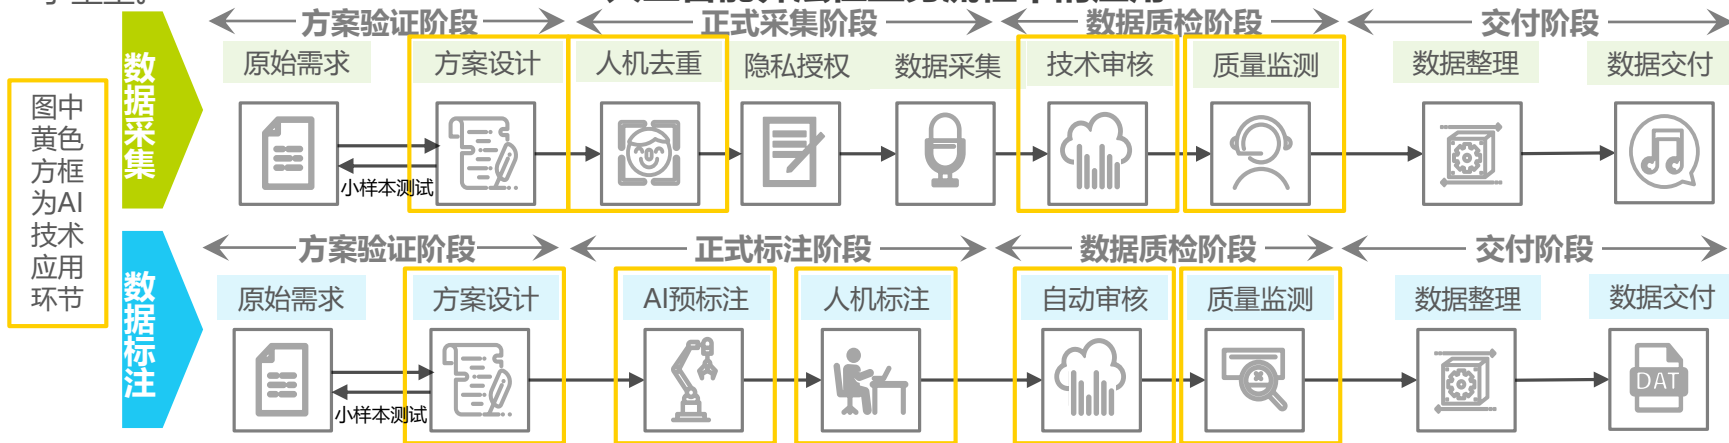 方案验证阶段 正式采集阶段 数据质检阶段 交付阶段
原始需求 方案设计 人机去重 隐私授权 数据采集 技术审核 质量监测 数据整理 数据交付
数据采集
小样本测试
图中
黄色
方框
为AI
技术
应用
环节
方案验证阶段 正式标注阶段 数据质检阶段 交付阶段
原始需求 方案设计 AI预标注 人机标注 自动审核 质量监测 数据整理 数据交付
数据标注
DAT
小样本测试